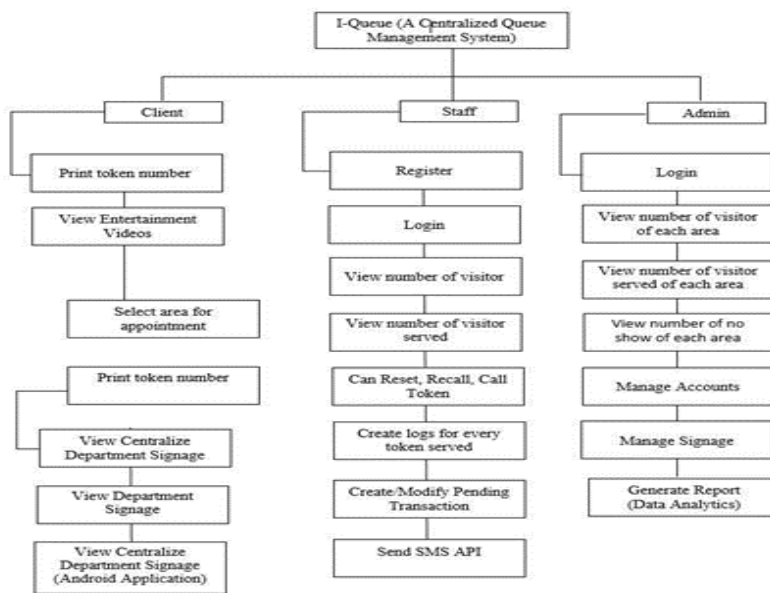 I-Queue (A Centralized Queue
Management System)
Client
Staff
Admin
Print token number
View Entertainment
Videos
Select area for
appointment
Print token number
View Centralize
Department Signage
View Department
Signage
View Centralize
Department Signage
(Android Application)
Register
Login
View number of visitor
View number of visitor
served
Can Reset, Recall, Call
Token
Create logs for every
token served
Create/Modify Pending
Transaction
Send SMS API
Login
View number of visitor
of each area
View number of visitor
served of each area
View number of no
show of each area
Manage Accounts
Manage Signage
Generate Report
(Data Analytics)